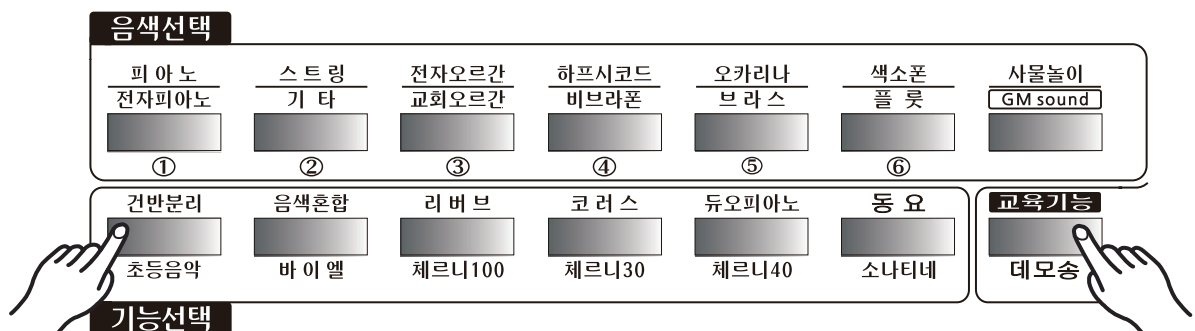 음색선택
피아노 스트링 전자오르간 하프시코드 오카리나 색소폰 사물놀이
전자피아노 기타 교회오르간 비브라폰 브라스 플룻 GM sound
① ② ③ ④ ⑤ ⑥
건반분리 음색혼합 리버브 코러스 듀오피아노 동요 교육기능
초등음악 바이엘 체르니100 체르니30 체르니40 소나티네 데모송
기능선택